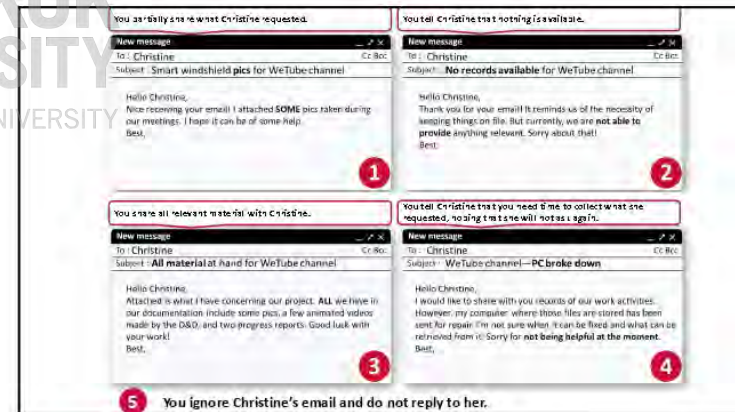 SITY
NIVERSITY
You partially share what Christine requested.
New message
To : Christine Cc Bcc
Subject : Smart windshield pics for WeTube channel
Hello Christine,
Nice receiving your email! I attached SOME pics taken during
our meetings. I hope it can be of some help.
Best,
1
You tell Christine that nothing is available.
New message
To : Christine Cc Bcc
Subject : No records available for WeTube channel
Hello Christine,
Thank you for your email! It reminds us of the necessity of
keeping things on file. But currently, we are not able to
provide anything relevant. Sorry about that!
Best
2
You share all relevant material with Christine.
New message
To : Christine Cc Bcc
Subject : All material at hand for WeTube channel
Hello Christine,
Attached is what I have concerning our project. ALL we have in
our documentation include some pics, a few animated videos
made by the D&D, and two progress reports. Good luck with
your work!
Best,
3
You tell Christine that you need time to collect what she
requested, hoping that she will not ask again.
New message
To : Christine Cc Bcc
Subject : WeTube channel—PC broke down
Hello Christine,
I would like to share with you records of our work activities.
However, my computer where those files are stored has been
sent for repair. I'm not sure when it can be fixed and what can be
retrieved from it. Sorry for not being helpful at the moment.
Best,
4
5 You ignore Christine's email and do not reply to her.